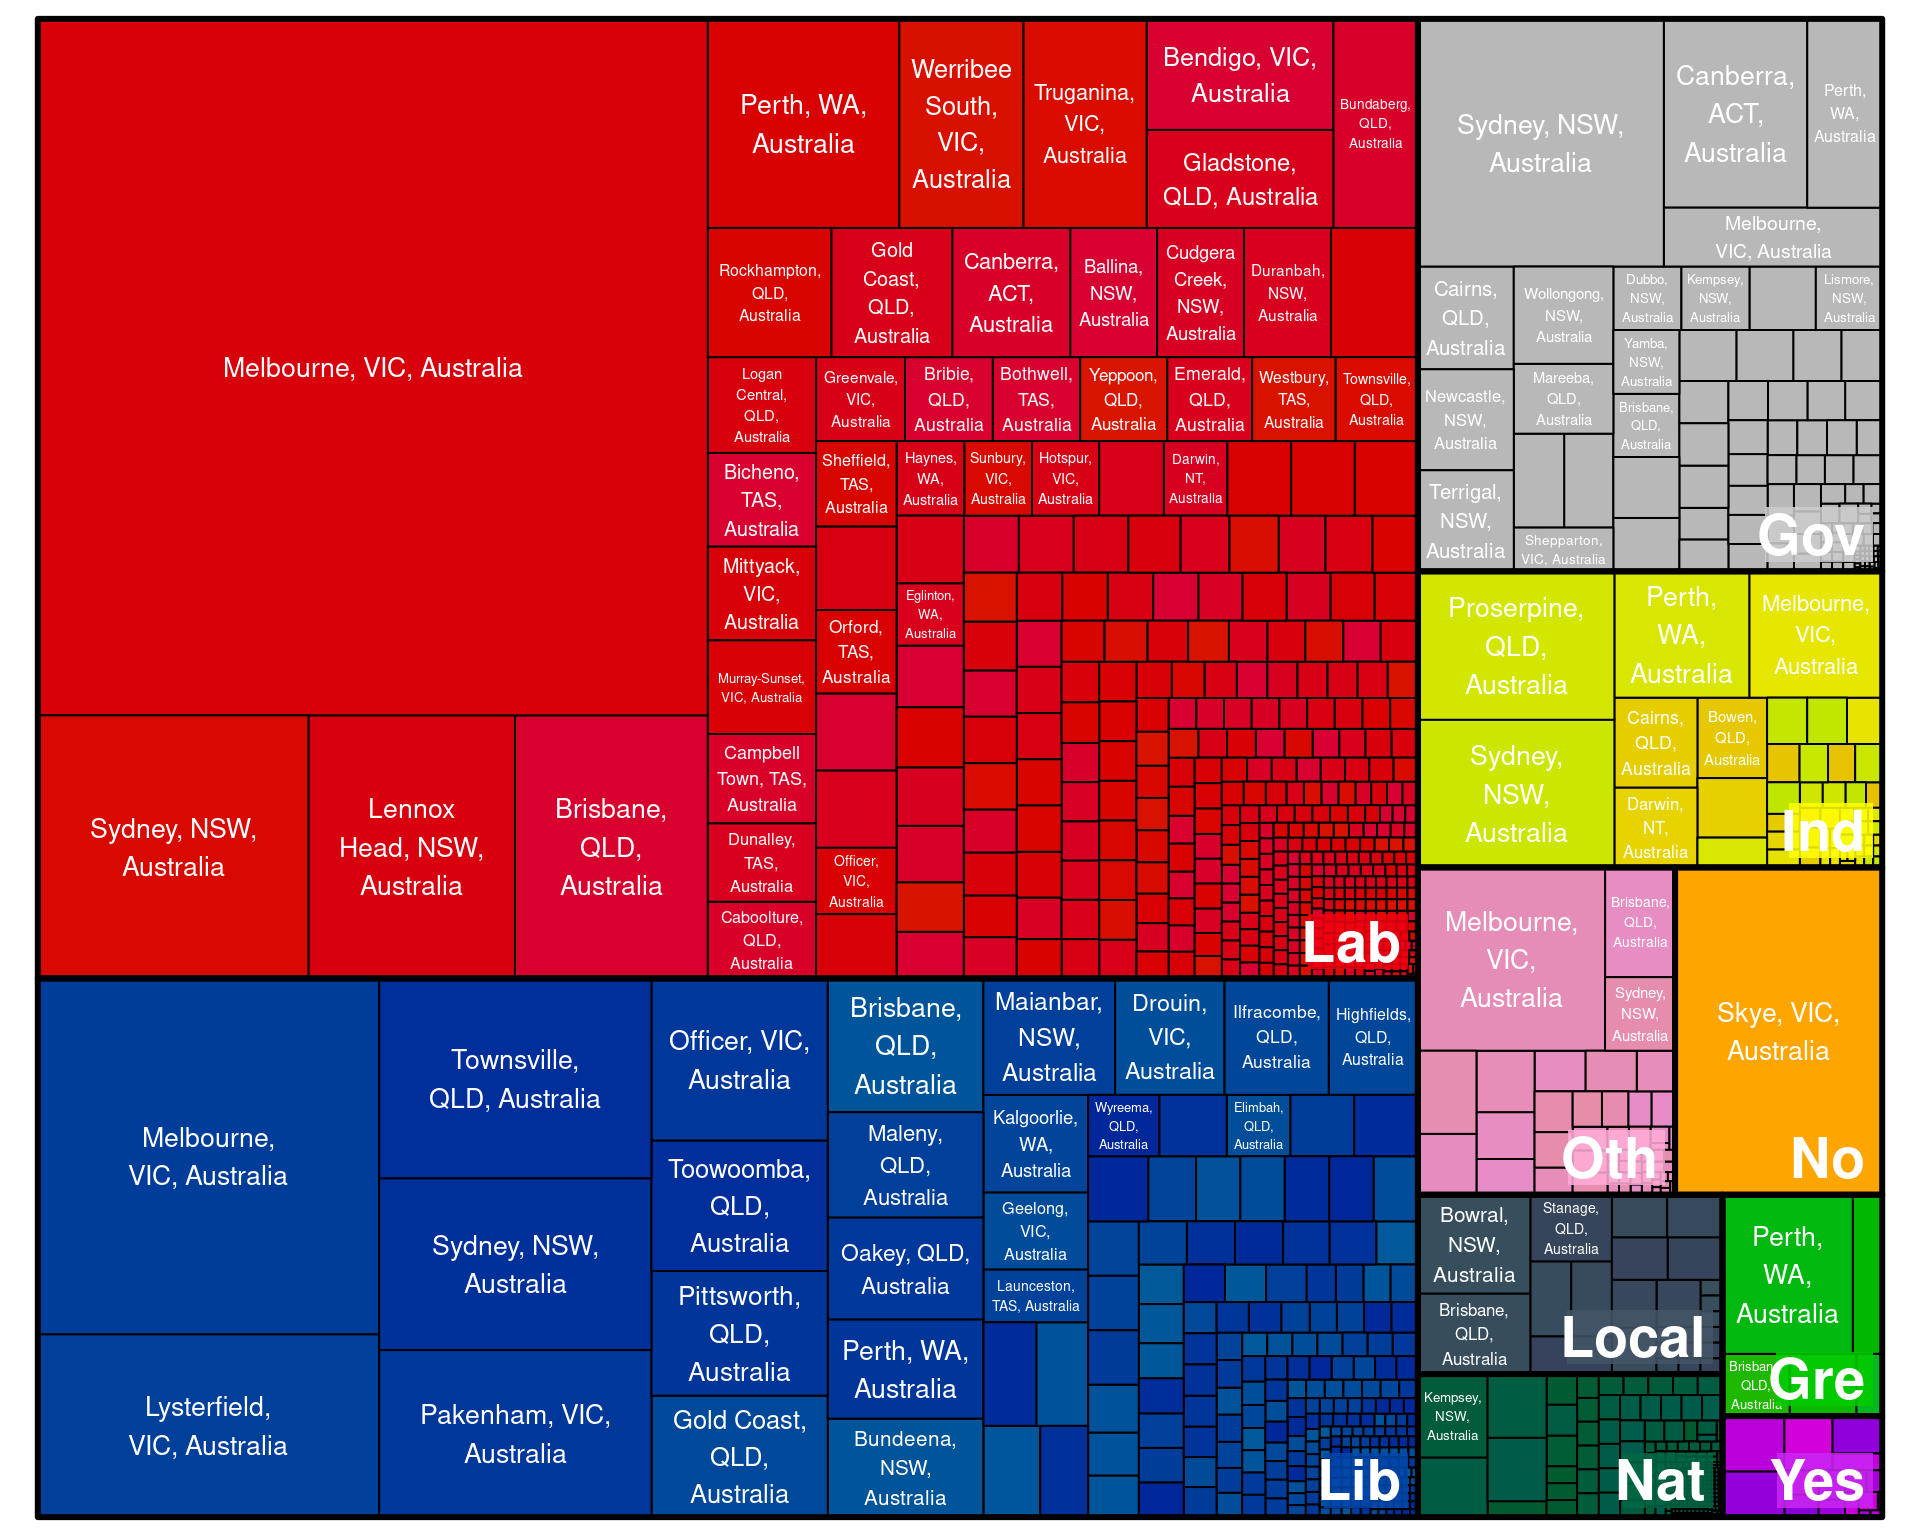 Melbourne, VIC, Australia
Sydney, NSW,
Australia
Lennox
Head, NSW,
Australia
Brisbane,
QLD,
Australia
Perth, WA,
Australia
Werribee
South,
VIC,
Australia
Truganina,
VIC,
Australia
Bendigo, VIC,
Australia
Gladstone,
QLD, Australia
Bundaberg,
QLD,
Australia
Rockhampton,
QLD,
Australia
Gold
Coast,
QLD,
Australia
Canberra,
ACT,
Australia
Ballina,
NSW,
Australia
Cudgera
Creek,
NSW,
Australia
Duranbah,
NSW,
Australia
Logan
Central,
QLD,
Australia
Greenvale,
VIC,
Australia
Bribie,
QLD,
Australia
Bothwell,
TAS,
Australia
Yeppoon,
QLD,
Australia
Emerald,
QLD,
Australia
Westbury,
TAS,
Australia
Townsville,
QLD,
Australia
Bicheno,
TAS,
Australia
Mittyack,
VIC,
Australia
Murray-Sunset,
VIC, Australia
Campbell
Town, TAS,
Australia
Dunalley,
TAS,
Australia
Caboolture,
QLD,
Australia
Sheffield,
TAS,
Australia
Orford,
TAS,
Australia
Officer,
VIC,
Australia
Haynes,
WA,
Australia
Sunbury,
VIC,
Australia
Hotspur,
VIC,
Australia
Darwin,
NT,
Australia
Eglinton,
WA,
Australia
Lab
Melbourne,
VIC, Australia
Lysterfield,
VIC, Australia
Townsville,
QLD, Australia
Sydney, NSW,
Australia
Pakenham, VIC,
Australia
Officer, VIC,
Australia
Toowoomba,
QLD,
Australia
Pittsworth,
QLD,
Australia
Gold Coast,
QLD,
Australia
Brisbane,
QLD,
Australia
Maleny,
QLD,
Australia
Oakey, QLD,
Australia
Perth, WA,
Australia
Bundeena,
NSW,
Australia
Maianbar,
NSW,
Australia
Drouin,
VIC,
Australia
Ilfracombe,
QLD,
Australia
Highfields,
QLD,
Australia
Kalgoorlie,
WA,
Australia
Geelong,
VIC,
Australia
Launceston,
TAS, Australia
Wyreema,
QLD,
Australia
Elimbah,
QLD,
Australia
Lib
Sydney, NSW,
Australia
Canberra,
ACT,
Australia
Perth,
WA,
Australia
Melbourne,
VIC, Australia
Cairns,
QLD,
Australia
Newcastle,
NSW,
Australia
Terrigal,
NSW,
Australia
Wollongong,
NSW,
Australia
Mareeba,
QLD,
Australia
Shepparton,
VIC, Australia
Dubbo,
NSW,
Australia
Kempsey,
NSW,
Australia
Lismore,
NSW,
Australia
Yamba,
NSW,
Australia
Brisbane,
QLD,
Australia
Gov
Proserpine,
QLD,
Australia
Sydney,
NSW,
Australia
Perth,
WA,
Australia
Melbourne,
VIC,
Australia
Cairns,
QLD,
Australia
Bowen,
QLD,
Australia
Darwin,
NT,
Australia
Ind
Melbourne,
VIC,
Australia
Brisbane,
QLD,
Australia
Sydney,
NSW,
Australia
Oth
Skye, VIC,
Australia
No
Bowral,
NSW,
Australia
Brisbane,
QLD,
Australia
Stanage,
QLD,
Australia
Local
Perth,
WA,
Australia
Brisbane,
QLD,
Australia
Gre
Kempsey,
NSW,
Australia
Nat
Yes